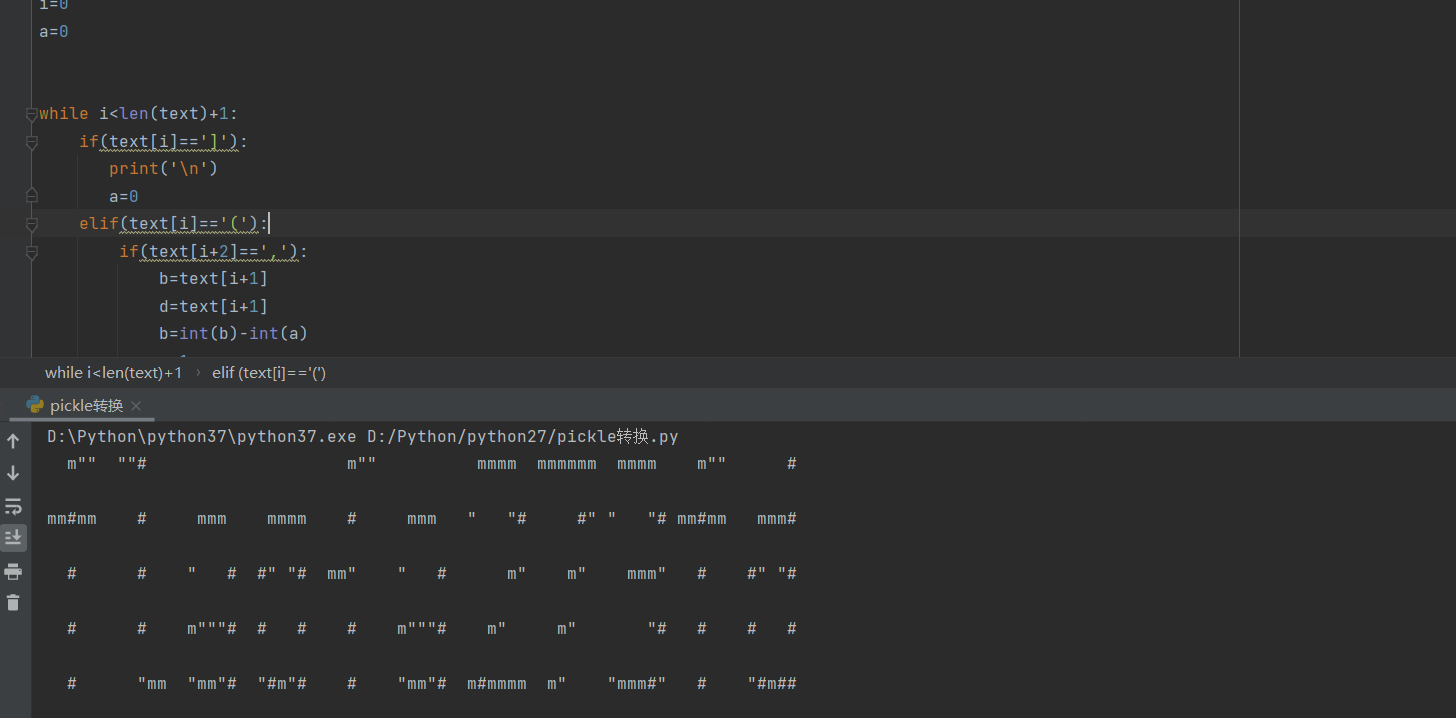 i=0
a=0
while i<len(text)+1:
    if(text[i]==']'):
        print('\n')
        a=0
    elif(text[i]=='('):
        if(text[i+2]==','):
            b=text[i+1]
            d=text[i+1]
            b=int(b)-int(a)
while i<len(text)+1 › elif (text[i]=='(')
pickle转换
D:\Python\python37\python37.exe D:/Python/python27/pickle转换.py
  m""  ""#                    m""          mmmm  mmmmmm  mmmm    m""      #
mm#mm    #     mmm    mmmm    #     mmm   "   "#     #" "   "# mm#mm   mmm#
  #      #    "   #  #" "#  mm"    "   #      m"    m"    mmm"   #    #" "#
  #      #    m"""#  #   #    #    m"""#    m"     m"       "#   #    #   #
  #      "mm  "mm"#  "#m"#    #    "mm"#  m#mmmm  m"    "mmm#"   #    "#m##